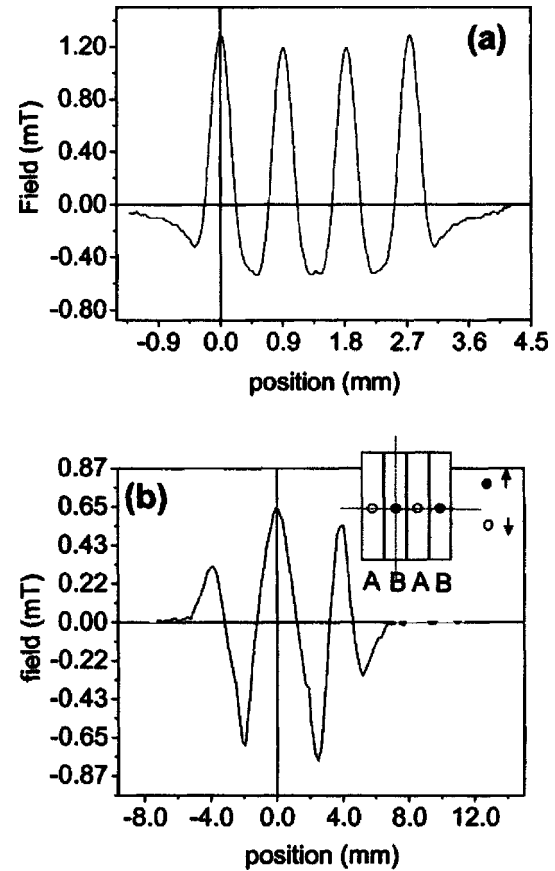 (a)
Field (mT)
1.20
0.80
0.40
0.00
-0.40
-0.80
-0.9 0.0 0.9 1.8 2.7 3.6 4.5
position (mm)
(b)
field (mT)
0.87
0.65
0.43
0.22
0.00
-0.22
-0.43
-0.65
-0.87
A B A B
-8.0 -4.0 0.0 4.0 8.0 12.0
position (mm)